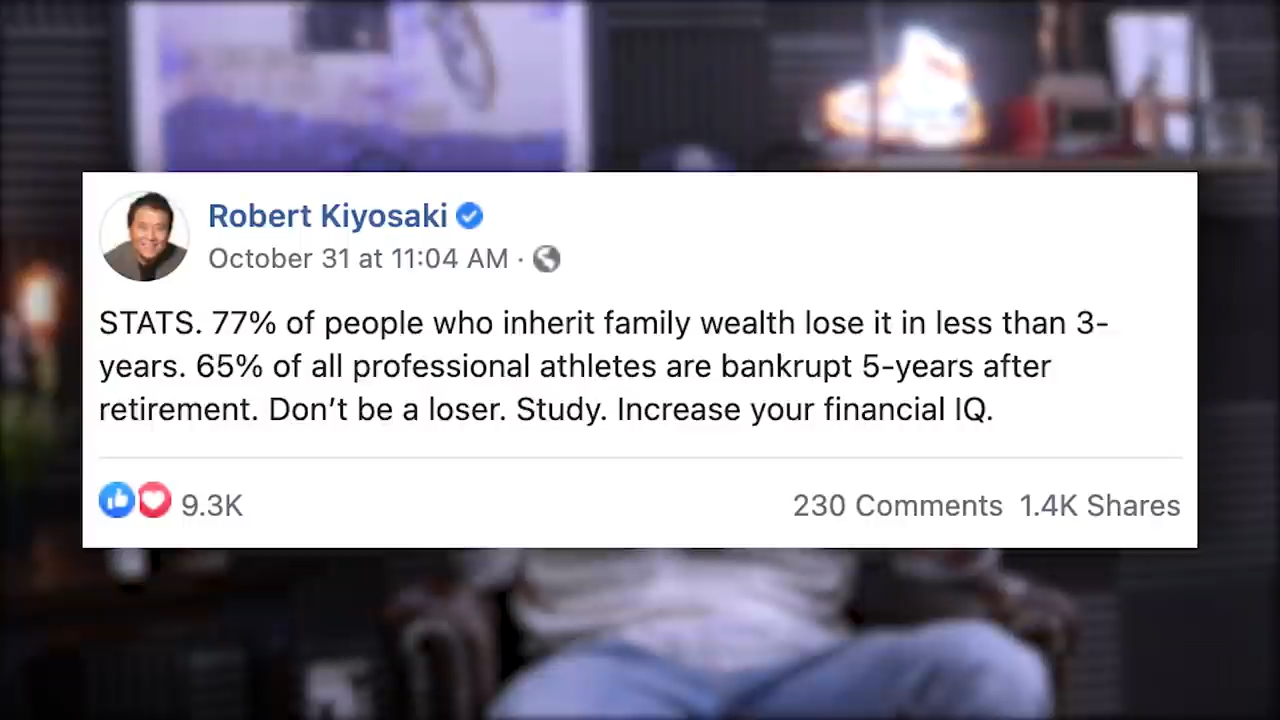 Robert Kiyosaki
October 31 at 11:04 AM ·
STATS. 77% of people who inherit family wealth lose it in less than 3-
years. 65% of all professional athletes are bankrupt 5-years after
retirement. Don’t be a loser. Study. Increase your financial IQ.
9.3K 230 Comments 1.4K Shares